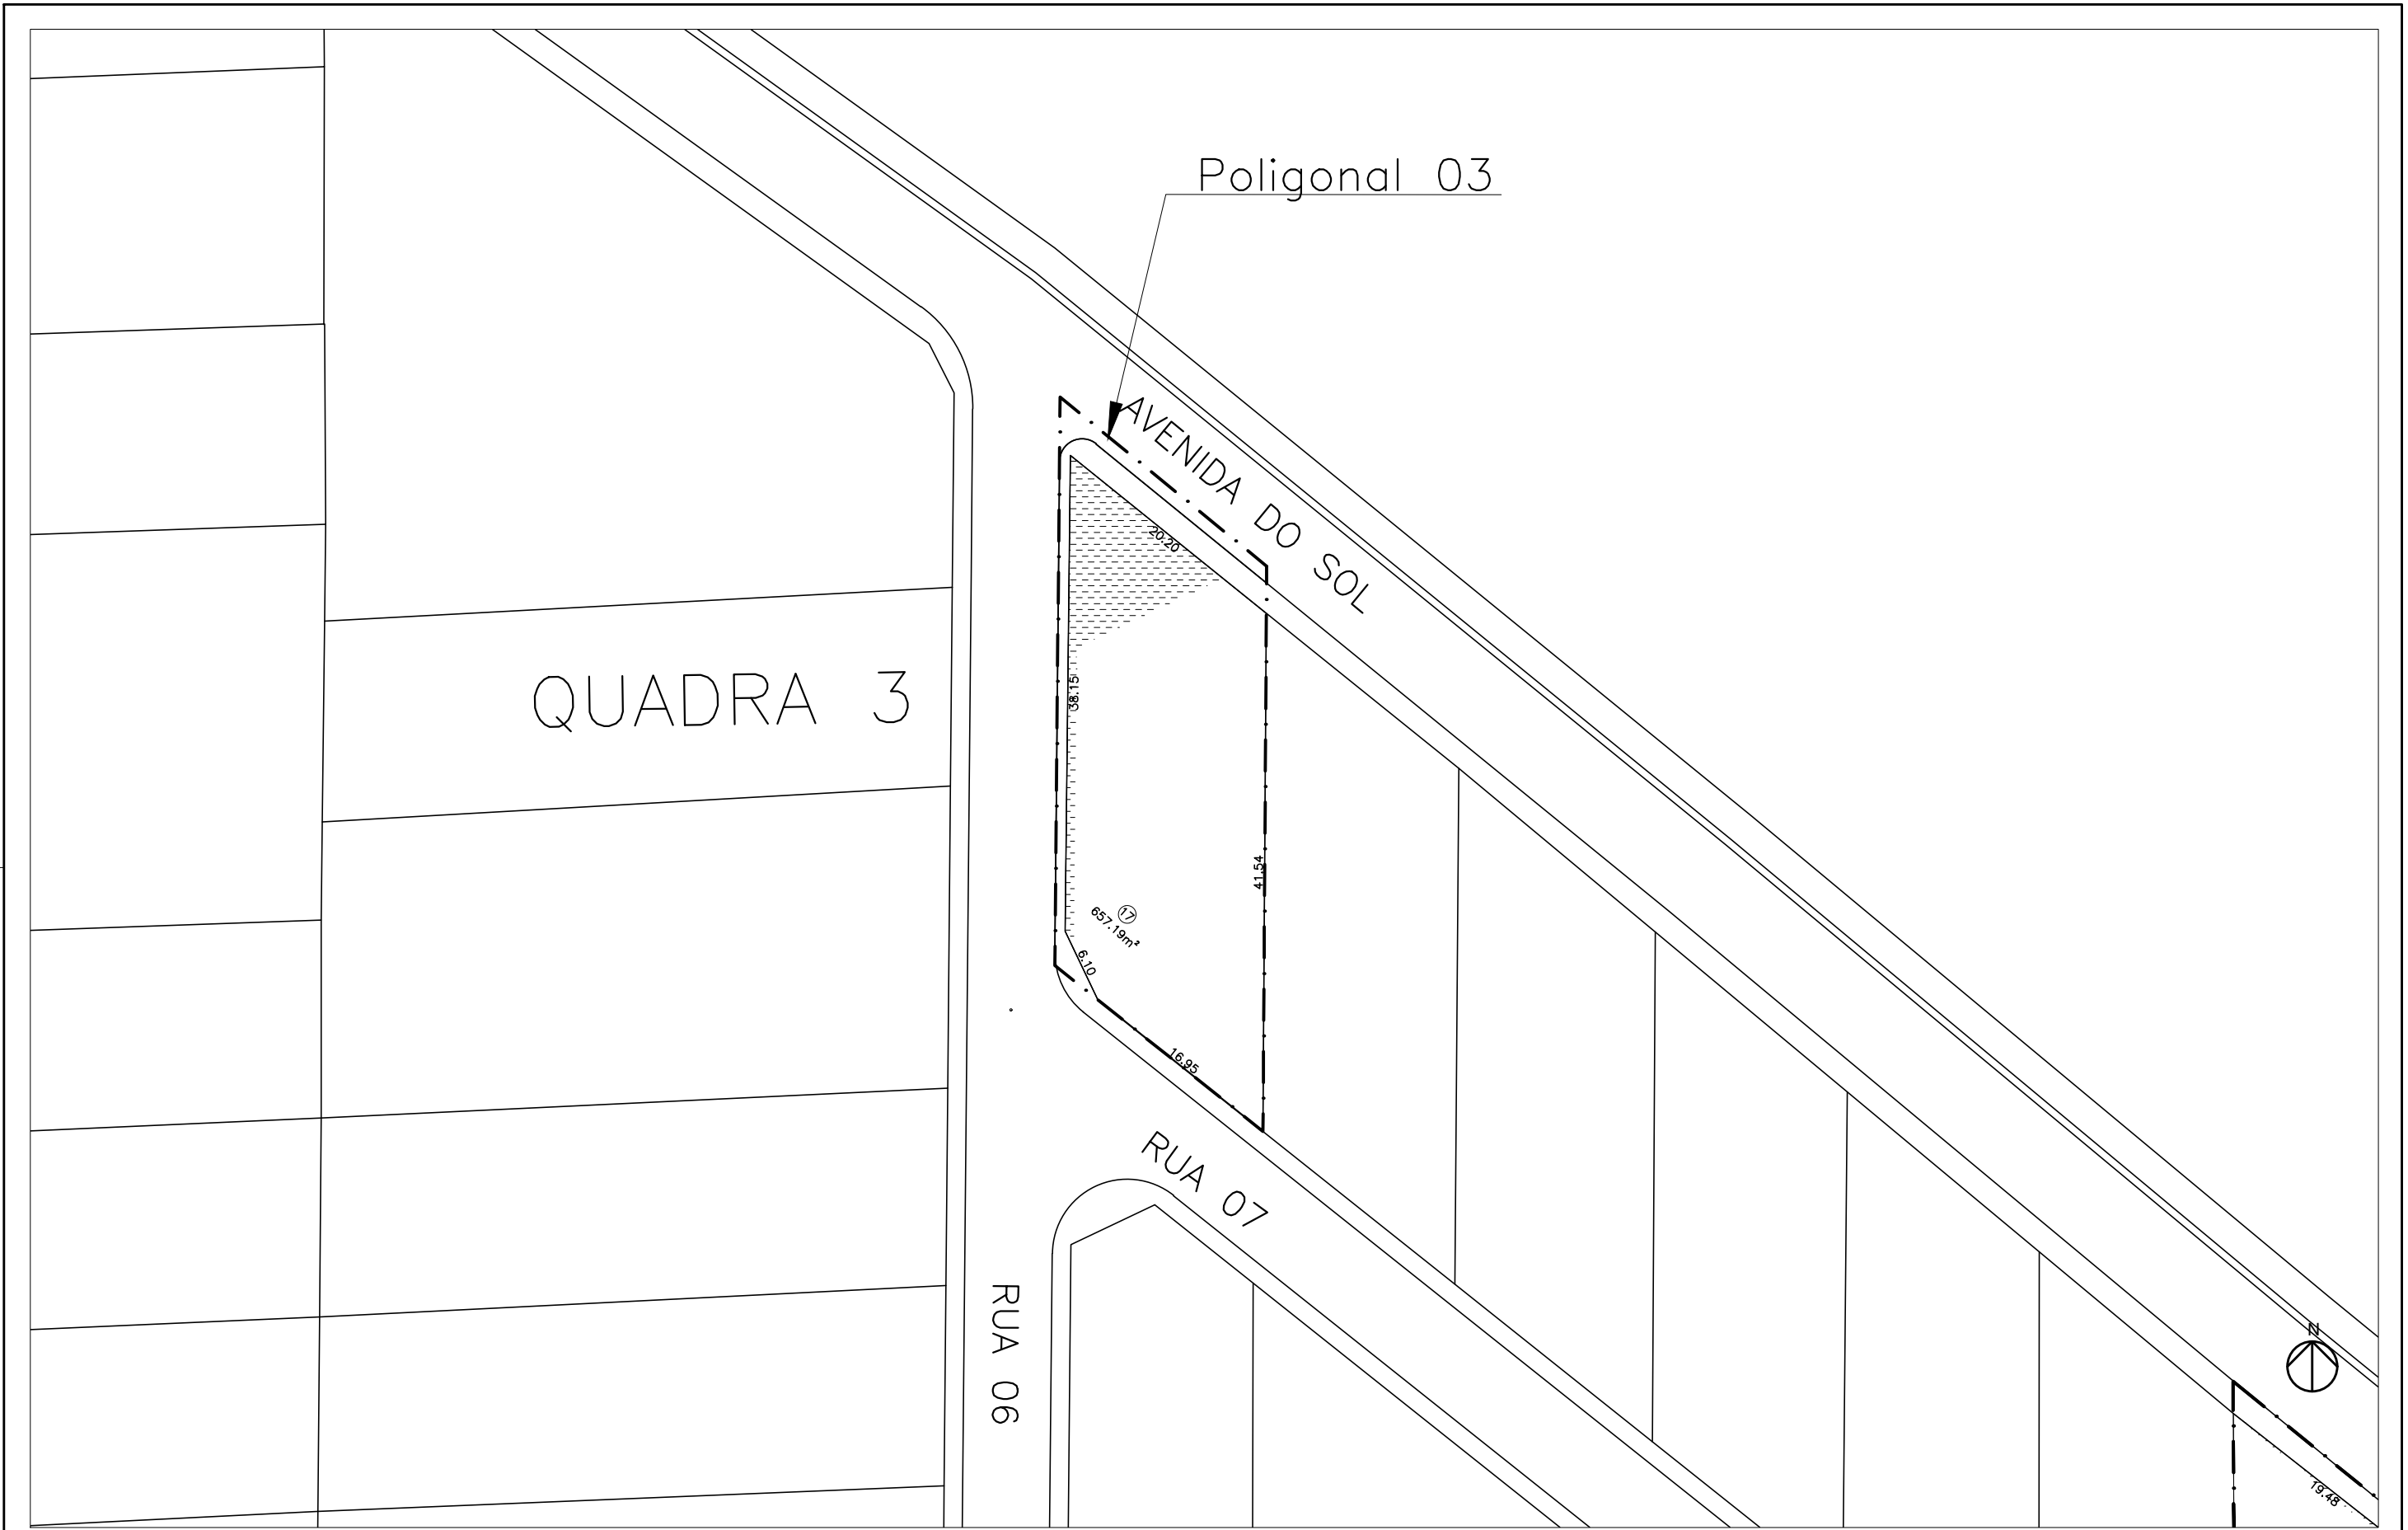 Poligonal 03
AVENIDA DO SOL
20.20
QUADRA 3
38.15
41.54
17
657.19m²
6.10
16.95
RUA 07
RUA 06
N
19.48